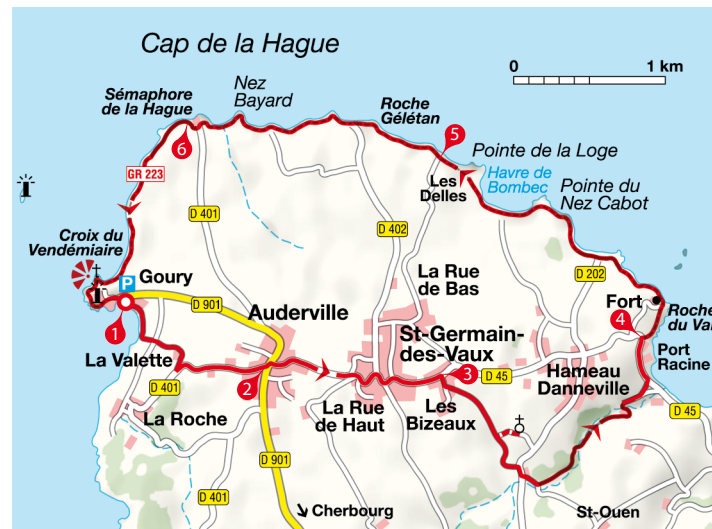 Cap de la Hague
0 1 km
Nez
Bayard
Sémaphore
de la Hague
Roche
Gélétan
5
6
Pointe de la Loge
GR 223
Les
Delles
Havre de
Bombec
Pointe du
Nez Cabot
D 401
D 402
Croix du
Vendémiaire
P
Goury
D 901
La Rue
de Bas
D 202
Fort
Roche
du Var
Auderville
1
St-Germain-
des-Vaux
4
Port
Racine
La Valette
D 401
2
3
D 45
Hameau
Danneville
La Roche
La Rue
de Haut
Les
Bizeaux
D 45
D 901
D 401
Cherbourg
St-Ouen